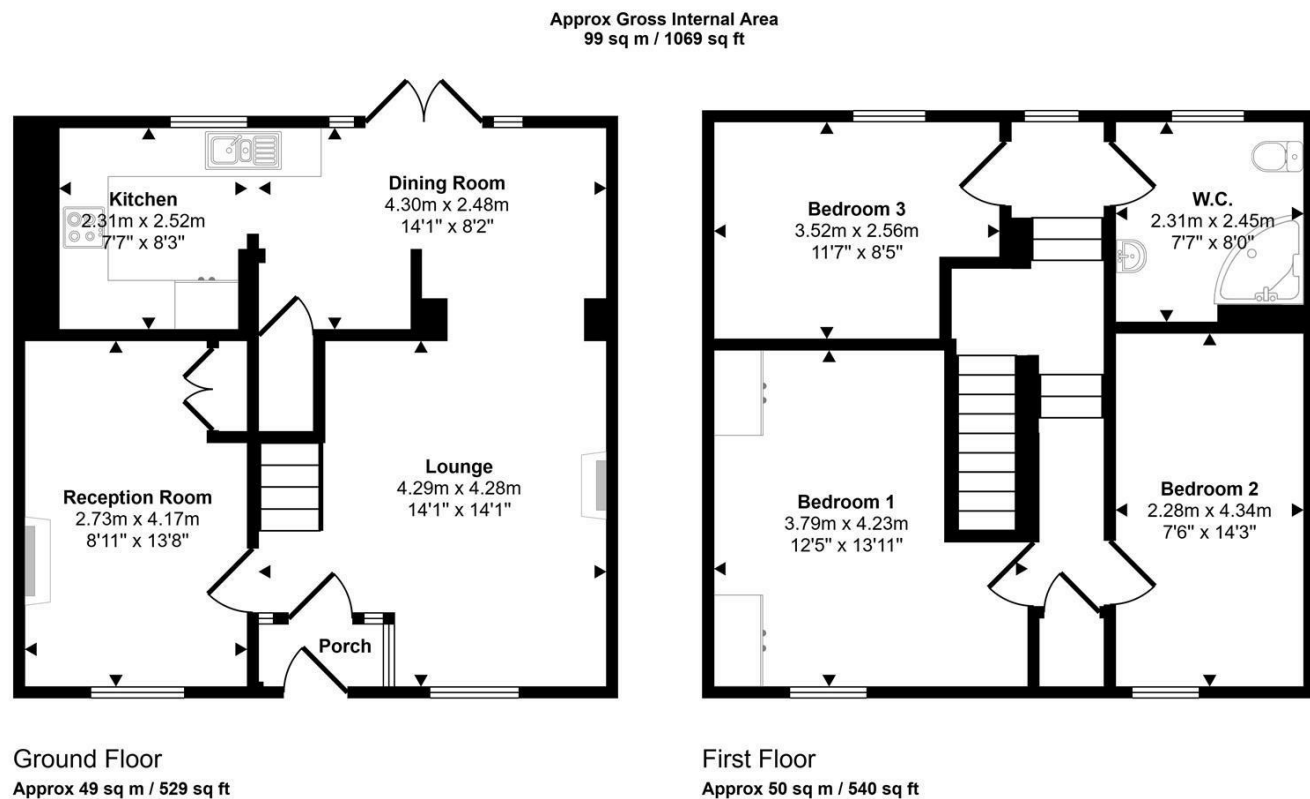 Approx Gross Internal Area
99 sq m / 1069 sq ft
Kitchen
2.31m x 2.52m
7'7" x 8'3"
Dining Room
4.30m x 2.48m
14'1" x 8'2"
Reception Room
2.73m x 4.17m
8'11" x 13'8"
Lounge
4.29m x 4.28m
14'1" x 14'1"
Porch
Ground Floor
Approx 49 sq m / 529 sq ft
Bedroom 3
3.52m x 2.56m
11'7" x 8'5"
W.C.
2.31m x 2.45m
7'7" x 8'0"
Bedroom 1
3.79m x 4.23m
12'5" x 13'11"
Bedroom 2
2.28m x 4.34m
7'6" x 14'3"
First Floor
Approx 50 sq m / 540 sq ft